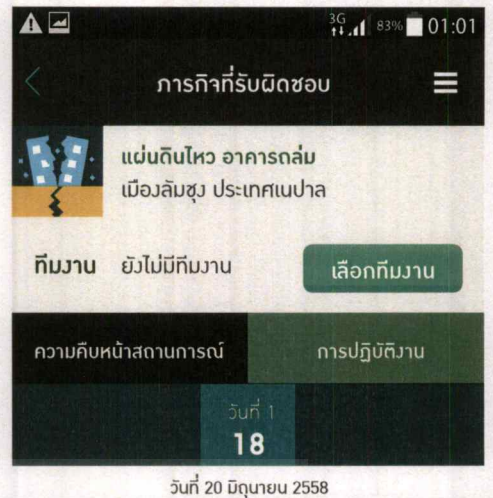 3G 83% 01:01
ภารกิจที่รับผิดชอบ
แผ่นดินไหว อาคารถล่ม
เมืองลัมชุง ประเทศเนปาล
ทีมงาน ยังไม่มีทีมงาน เลือกทีมงาน
ความคืบหน้าสถานการณ์ การปฏิบัติงาน
วันที่ 1
18
วันที่ 20 มิถุนายน 2558